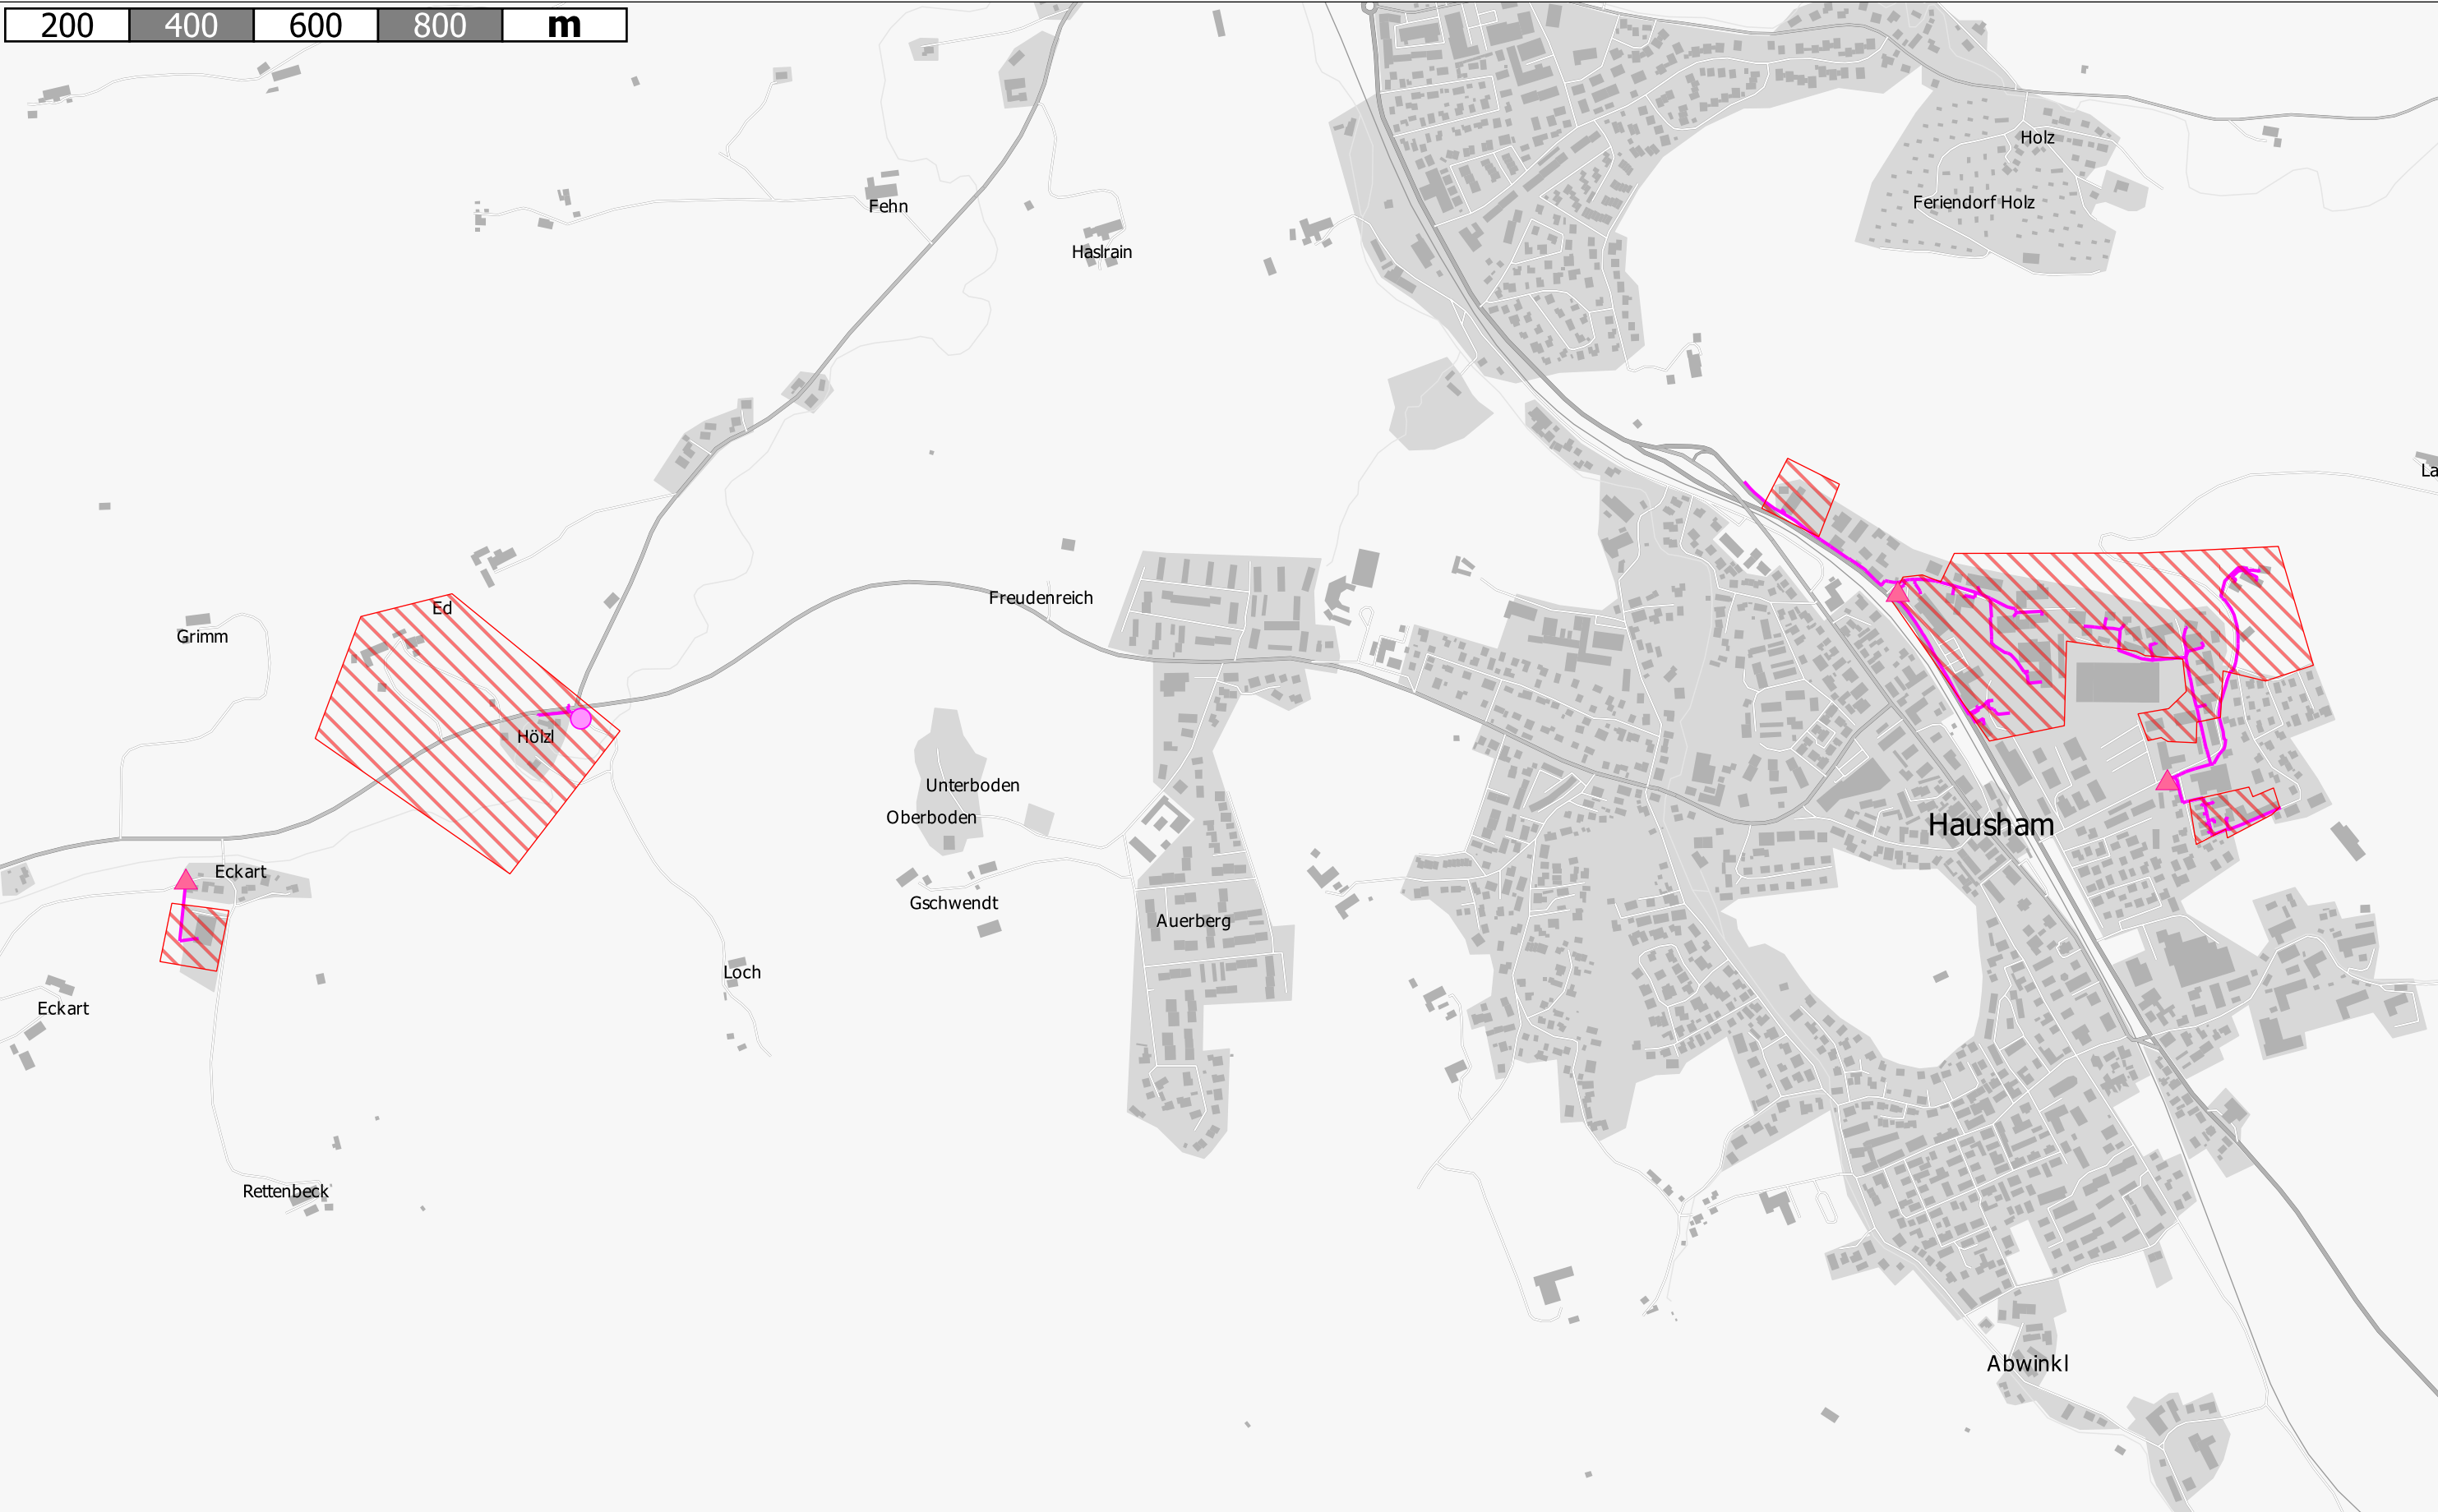 200 400 600 800 m
Holz
Feriendorf Holz
Fehn
Haslrain
La
Freudenreich
Ed
Grimm
Hölzl
Unterboden
Oberboden
Hausham
Eckart
Gschwendt
Auerberg
Loch
Eckart
Rettenbeck
Abwinkl